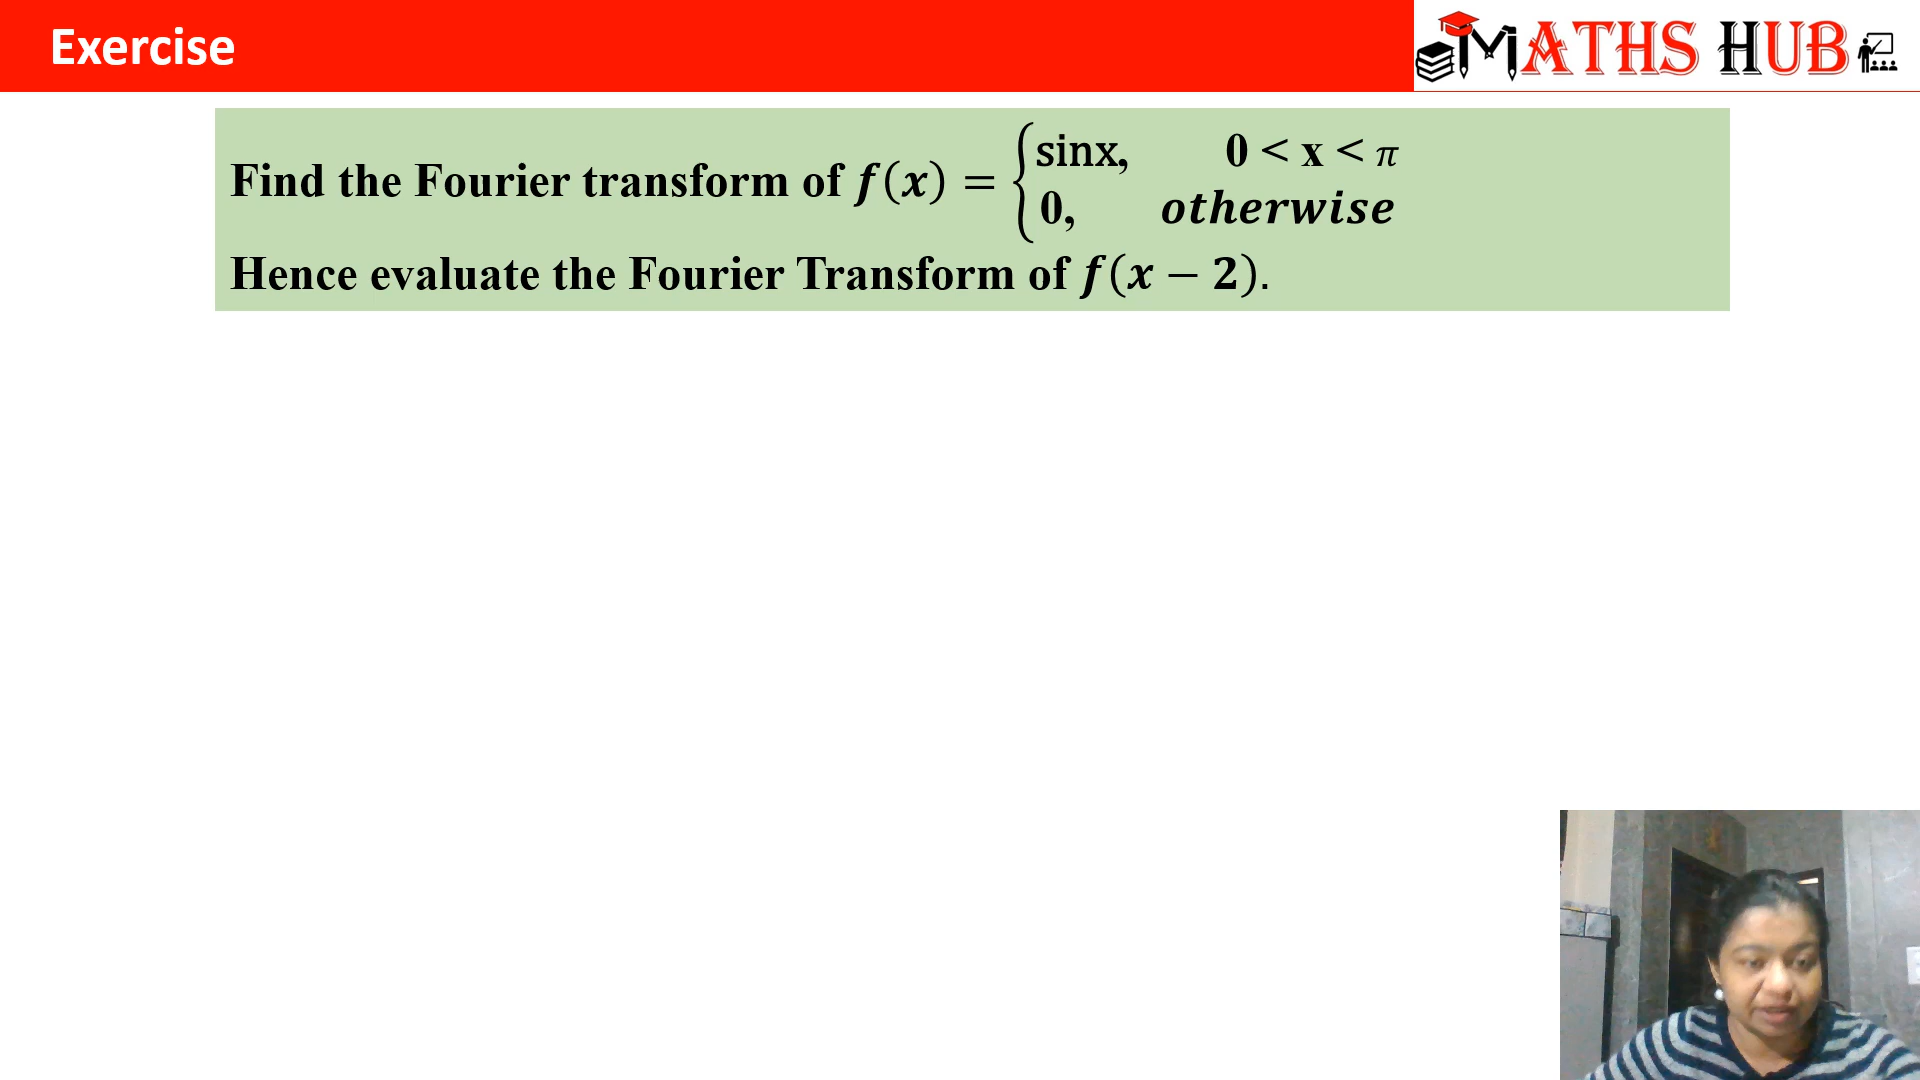 Exercise
MATHS HUB
Find the Fourier transform of f(x) = { sinx, 0 < x < π
0, otherwise
Hence evaluate the Fourier Transform of f(x − 2).